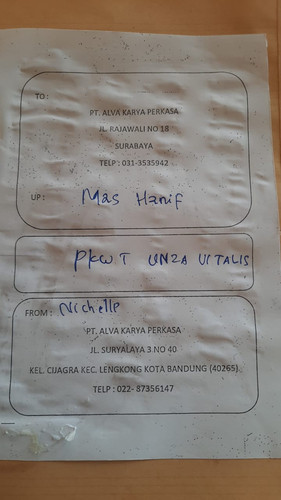 TO :
PT. ALVA KARYA PERKASA
JL. RAJAWALI NO 18
SURABAYA
TELP : 031-3535942
UP : Mas Hanif
PKWT UNZA VITALIS
FROM : Nichelle
PT. ALVA KARYA PERKASA
JL. SURYALAYA 3 NO 40
KEL. CIJAGRA KEC. LENGKONG KOTA BANDUNG (40265)
TELP : 022- 87356147